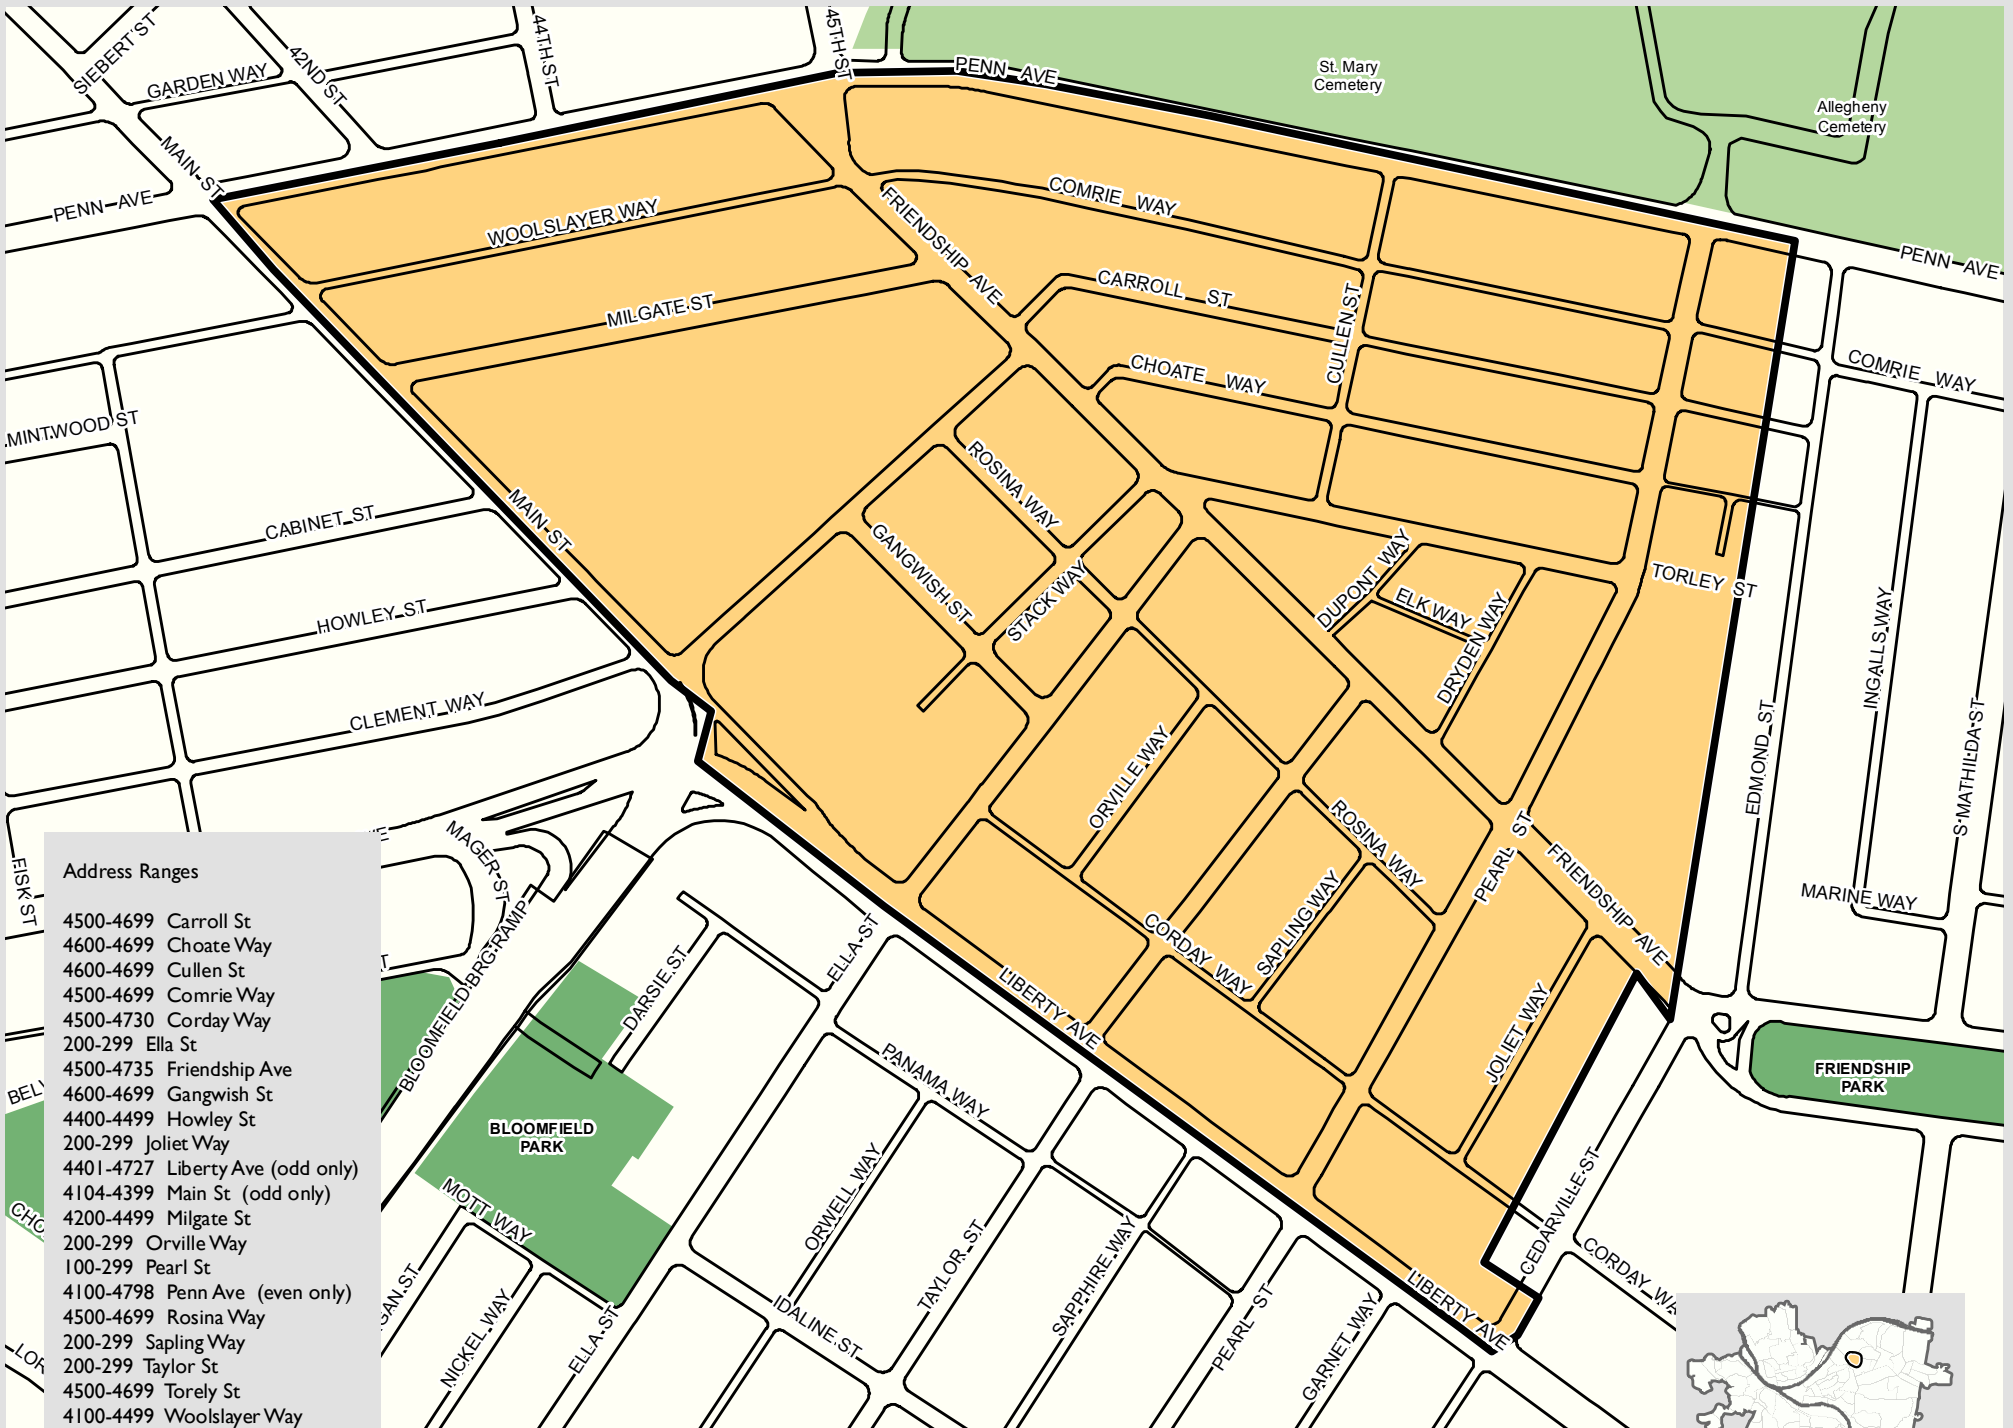 SIEBERT ST
GARDEN WAY
42ND ST
44TH ST
45TH ST
PENN AVE
St. Mary
Cemetery
Allegheny
Cemetery
MAIN ST
PENN AVE
WOOLSLAYER WAY
FRIENDSHIP AVE
COMRIE WAY
PENN AVE
MILGATE ST
CARROLL ST
CULLEN ST
CHOATE WAY
COMRIE WAY
MINTWOOD ST
ROSINA WAY
CABINET ST
MAIN ST
GANGWISH ST
STACK WAY
DUPONT WAY
ELK WAY
DRYDEN WAY
TORLEY ST
HOWLEY ST
INGALLS WAY
CLEMENT WAY
EDMOND ST
S MATHILDA ST
ORVILLE WAY
MAGER ST
ROSINA WAY
PEARL ST
FRIENDSHIP AVE
MARINE WAY
EISK ST
SAPLING WAY
CORDAY WAY
ELLA ST
DARSIE ST
LIBERTY AVE
BLOOMFIELD BRG RAMP
JOLIET WAY
PANAMA WAY
FRIENDSHIP
PARK
BLOOMFIELD
PARK
MOTT WAY
ORWELL WAY
TAYLOR ST
SAPPHIRE WAY
CEDARVILLE ST
CORDAY WA
LIBERTY AVE
GAN ST
NICKEL WAY
ELLA ST
IDALINE ST
PEARL ST
GARNET WAY
BEL
CHO
LOR
Address Ranges
4500-4699 Carroll St
4600-4699 Choate Way
4600-4699 Cullen St
4500-4699 Comrie Way
4500-4730 Corday Way
200-299 Ella St
4500-4735 Friendship Ave
4600-4699 Gangwish St
4400-4499 Howley St
200-299 Joliet Way
4401-4727 Liberty Ave (odd only)
4104-4399 Main St (odd only)
4200-4499 Milgate St
200-299 Orville Way
100-299 Pearl St
4100-4798 Penn Ave (even only)
4500-4699 Rosina Way
200-299 Sapling Way
200-299 Taylor St
4500-4699 Torely St
4100-4499 Woolslayer Way